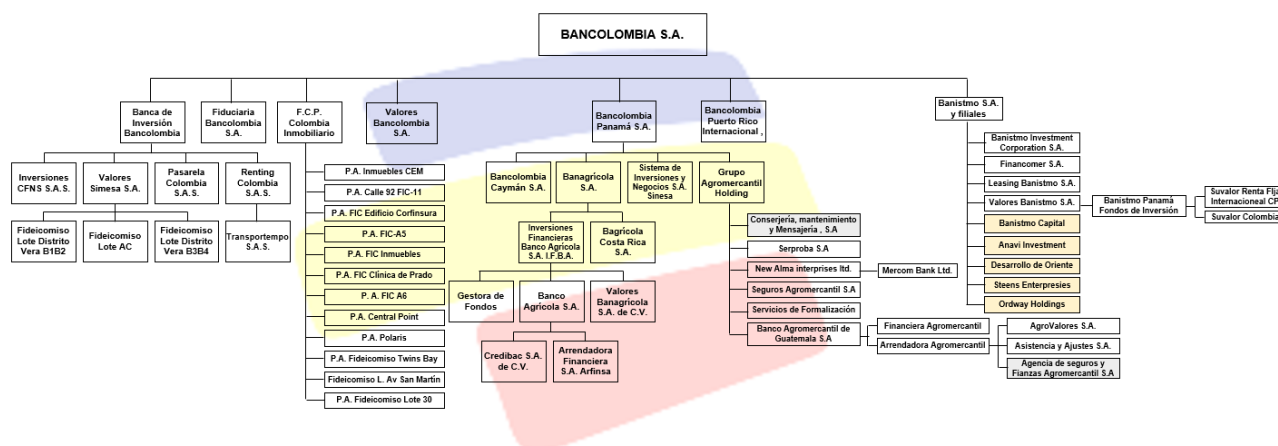 BANCOLOMBIA S.A.
Banca de
Inversión
Bancolombia
Fiduciaria
Bancolombia
S.A.
F.C.P.
Colombia
Inmobiliario
Valores
Bancolombia
S.A.
Bancolombia
Panamá S.A.
Bancolombia
Puerto Rico
Internacional ,
Banistmo S.A.
y filiales
Inversiones
CFNS S.A.S.
Valores
Simesa S.A.
Pasarela
Colombia
S.A.S.
Renting
Colombia
S.A.S.
Fideicomiso
Lote Distrito
Vera B1B2
Fideicomiso
Lote AC
Fideicomiso
Lote Distrito
Vera B3B4
Transportempo
S.A.S.
P.A. Inmuebles CEM
P.A. Calle 92 FIC-11
P.A. FIC Edificio Corfinsura
P.A. FIC-A5
P.A. FIC Inmuebles
P.A. FIC Clínica de Prado
P. A. FIC A6
P.A. Central Point
P.A. Polaris
P.A. Fideicomiso Twins Bay
Fideicomiso L. Av San Martín
P.A. Fideicomiso Lote 30
Bancolombia
Caymán S.A.
Banagrícola
S.A.
Sistema de
Inversiones y
Negocios S.A.
Sinesa
Grupo
Agromercantil
Holding
Inversiones
Financieras
Banco Agrícola
S.A. I.F.B.A.
Bagrícola
Costa Rica
S.A.
Gestora de
Fondos
Banco
Agrícola S.A.
Valores
Banagrícola
S.A. de C.V.
Credibac S.A.
de C.V.
Arrendadora
Financiera
S.A. Arfinsa
Conserjería, mantenimiento
y Mensajería , S.A
Serproba S.A
New Alma interprises ltd.
Mercom Bank Ltd.
Seguros Agromercantil S.A
Servicios de Formalización
Banco Agromercantil de
Guatemala S.A
Financiera Agromercantil
Arrendadora Agromercantil
AgroValores S.A.
Asistencia y Ajustes S.A.
Agencia de seguros y
Fianzas Agromercantil S.A
Banistmo Investment
Corporation S.A.
Financomer S.A.
Leasing Banistmo S.A.
Valores Banistmo S.A.
Banistmo Capital
Anavi Investment
Desarrollo de Oriente
Steens Enterpresies
Ordway Holdings
Banistmo Panamá
Fondos de Inversión
Suvalor Renta FIja
Internacioneal CP
Suvalor Colombia